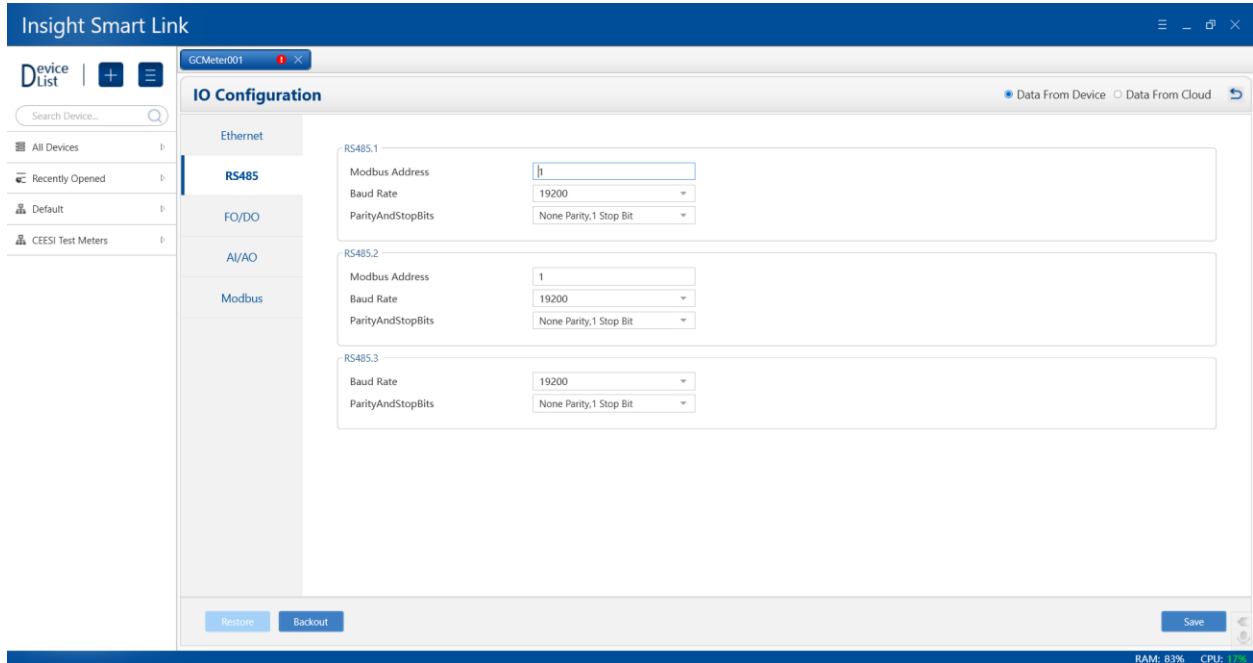 Insight Smart Link
Device List
Search Device...
All Devices
Recently Opened
Default
CEESI Test Meters
GCMeter001
IO Configuration
Data From Device Data From Cloud
Ethernet
RS485
FO/DO
AI/AO
Modbus
RS485.1
Modbus Address 1
Baud Rate 19200
ParityAndStopBits None Parity,1 Stop Bit
RS485.2
Modbus Address 1
Baud Rate 19200
ParityAndStopBits None Parity,1 Stop Bit
RS485.3
Baud Rate 19200
ParityAndStopBits None Parity,1 Stop Bit
Restore Backout Save
RAM: 83% CPU: 17%